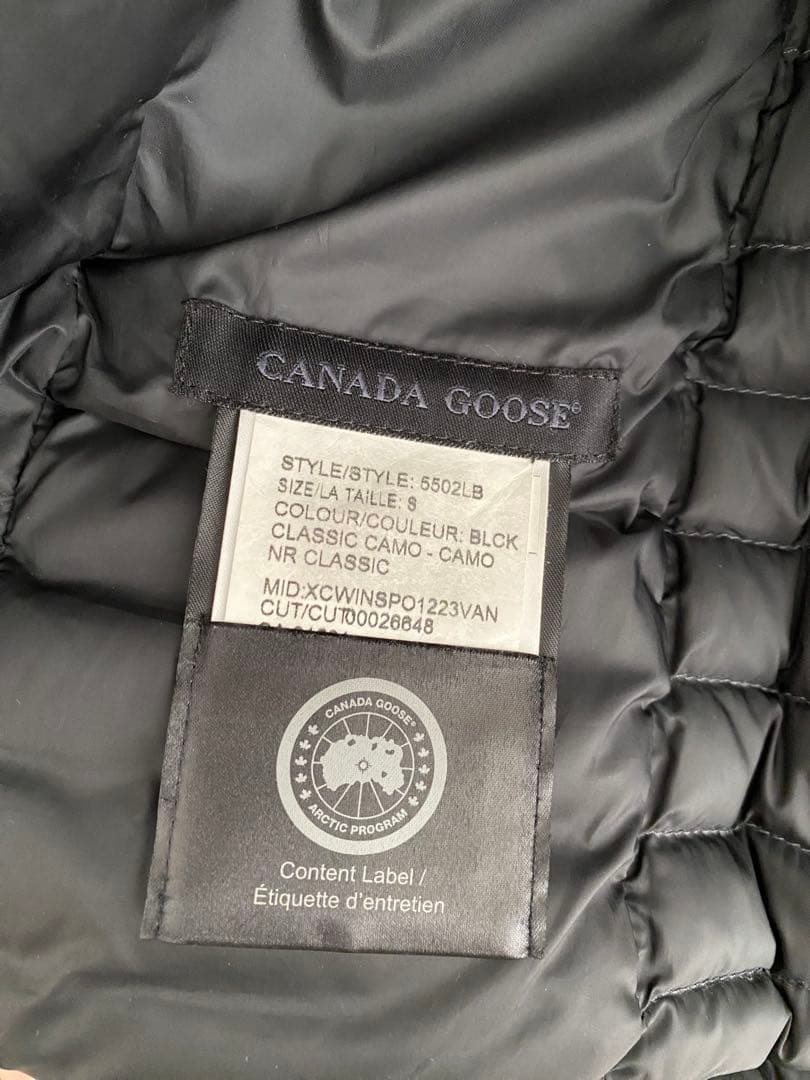 CANADA GOOSE®
STYLE/STYLE: 5502LB
SIZE/LA TAILLE: S
COLOUR/COULEUR: BLCK
CLASSIC CAMO - CAMO
NR CLASSIC
MID:XCWINSPO1223VAN
CUT/CUT00026648
CANADA GOOSE®
ARCTIC PROGRAM
Content Label /
Étiquette d'entretien